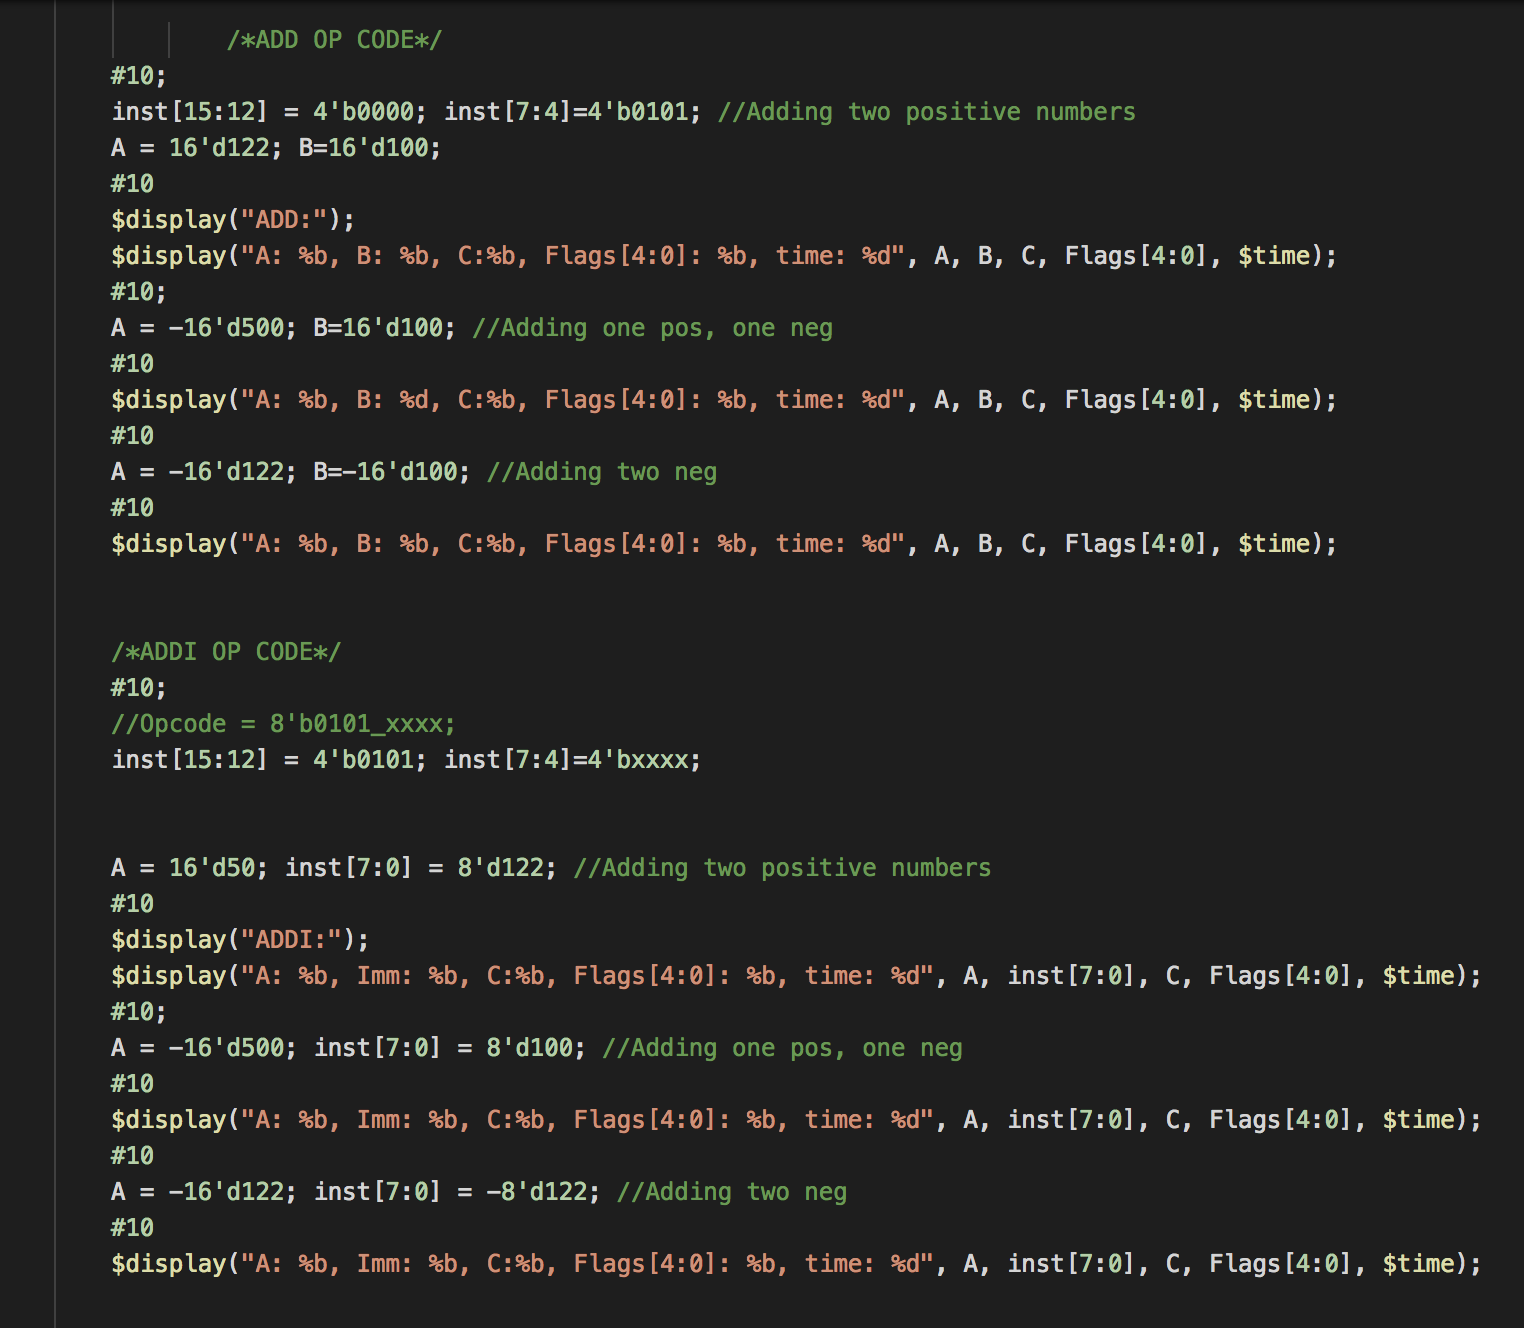 /*ADD OP CODE*/
#10;
inst[15:12] = 4'b0000; inst[7:4]=4'b0101; //Adding two positive numbers
A = 16'd122; B=16'd100;
#10
$display("ADD:");
$display("A: %b, B: %b, C:%b, Flags[4:0]: %b, time: %d", A, B, C, Flags[4:0], $time);
#10;
A = -16'd500; B=16'd100; //Adding one pos, one neg
#10
$display("A: %b, B: %d, C:%b, Flags[4:0]: %b, time: %d", A, B, C, Flags[4:0], $time);
#10
A = -16'd122; B=-16'd100; //Adding two neg
#10
$display("A: %b, B: %b, C:%b, Flags[4:0]: %b, time: %d", A, B, C, Flags[4:0], $time);
/*ADDI OP CODE*/
#10;
//Opcode = 8'b0101_xxxx;
inst[15:12] = 4'b0101; inst[7:4]=4'bxxxx;
A = 16'd50; inst[7:0] = 8'd122; //Adding two positive numbers
#10
$display("ADDI:");
$display("A: %b, Imm: %b, C:%b, Flags[4:0]: %b, time: %d", A, inst[7:0], C, Flags[4:0], $time);
#10;
A = -16'd500; inst[7:0] = 8'd100; //Adding one pos, one neg
#10
$display("A: %b, Imm: %b, C:%b, Flags[4:0]: %b, time: %d", A, inst[7:0], C, Flags[4:0], $time);
#10
A = -16'd122; inst[7:0] = -8'd122; //Adding two neg
#10
$display("A: %b, Imm: %b, C:%b, Flags[4:0]: %b, time: %d", A, inst[7:0], C, Flags[4:0], $time);